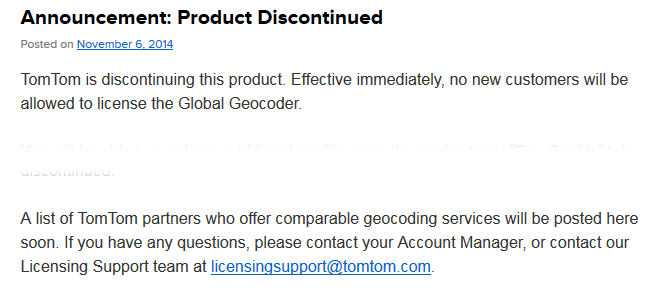 Announcement: Product Discontinued
Posted on November 6, 2014
TomTom is discontinuing this product. Effective immediately, no new customers will be
allowed to license the Global Geocoder.
discontinued.
A list of TomTom partners who offer comparable geocoding services will be posted here
soon. If you have any questions, please contact your Account Manager, or contact our
Licensing Support team at licensingsupport@tomtom.com.